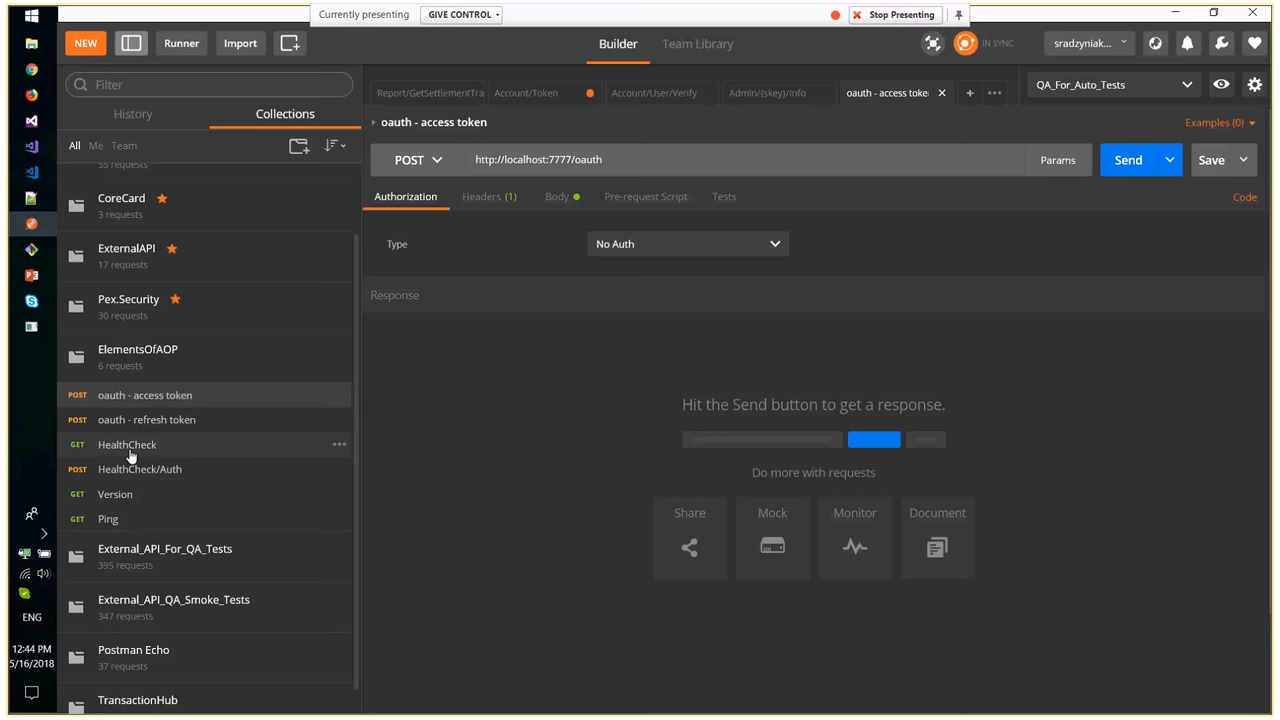 Currently presenting
GIVE CONTROL
Stop Presenting
NEW
Runner
Import
Builder
Team Library
IN SYNC
sradzyniak...
Filter
History
Collections
All Me Team
55 requests
CoreCard
3 requests
ExternalAPI
17 requests
Pex.Security
30 requests
ElementsOfAOP
6 requests
POST oauth - access token
POST oauth - refresh token
GET HealthCheck
POST HealthCheck/Auth
GET Version
GET Ping
External_API_For_QA_Tests
395 requests
External_API_QA_Smoke_Tests
347 requests
Postman Echo
37 requests
TransactionHub
Report/GetSettlementTra
Account/Token
Account/User/Verify
Admin/{skey}/Info
oauth - access toke
QA_For_Auto_Tests
oauth - access token
Examples (0)
POST
http://localhost:7777/oauth
Params
Send
Save
Authorization
Headers (1)
Body
Pre-request Script
Tests
Code
Type
No Auth
Response
Hit the Send button to get a response.
Do more with requests
Share
Mock
Monitor
Document
ENG
12:44 PM
5/16/2018